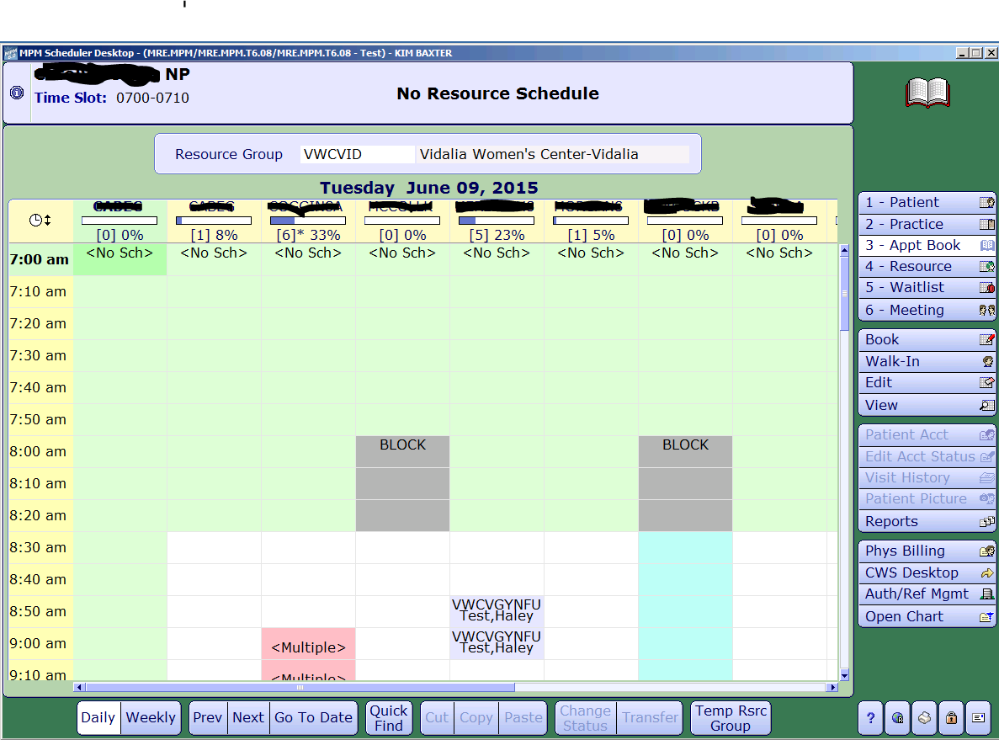 MPM Scheduler Desktop - (MRE.MPM/MRE.MPM.T6.08/MRE.MPM.T6.08 - Test) - KIM BAXTER
NP
Time Slot: 0700-0710
No Resource Schedule
Resource Group VWCVID Vidalia Women's Center-Vidalia
Tuesday June 09, 2015
[0] 0% [1] 8% [6]* 33% [0] 0% [5] 23% [1] 5% [0] 0% [0] 0%
<No Sch> <No Sch> <No Sch> <No Sch> <No Sch> <No Sch> <No Sch> <No Sch>
7:00 am
7:10 am
7:20 am
7:30 am
7:40 am
7:50 am
8:00 am BLOCK BLOCK
8:10 am
8:20 am
8:30 am
8:40 am
8:50 am VWCVGYNFU
Test,Haley
9:00 am <Multiple> VWCVGYNFU
Test,Haley
9:10 am <Multiple>
1 - Patient
2 - Practice
3 - Appt Book
4 - Resource
5 - Waitlist
6 - Meeting
Book
Walk-In
Edit
View
Patient Acct
Edit Acct Status
Visit History
Patient Picture
Reports
Phys Billing
CWS Desktop
Auth/Ref Mgmt
Open Chart
Daily Weekly Prev Next Go To Date Quick Find Cut Copy Paste Change Status Transfer Temp Rsrc Group ?